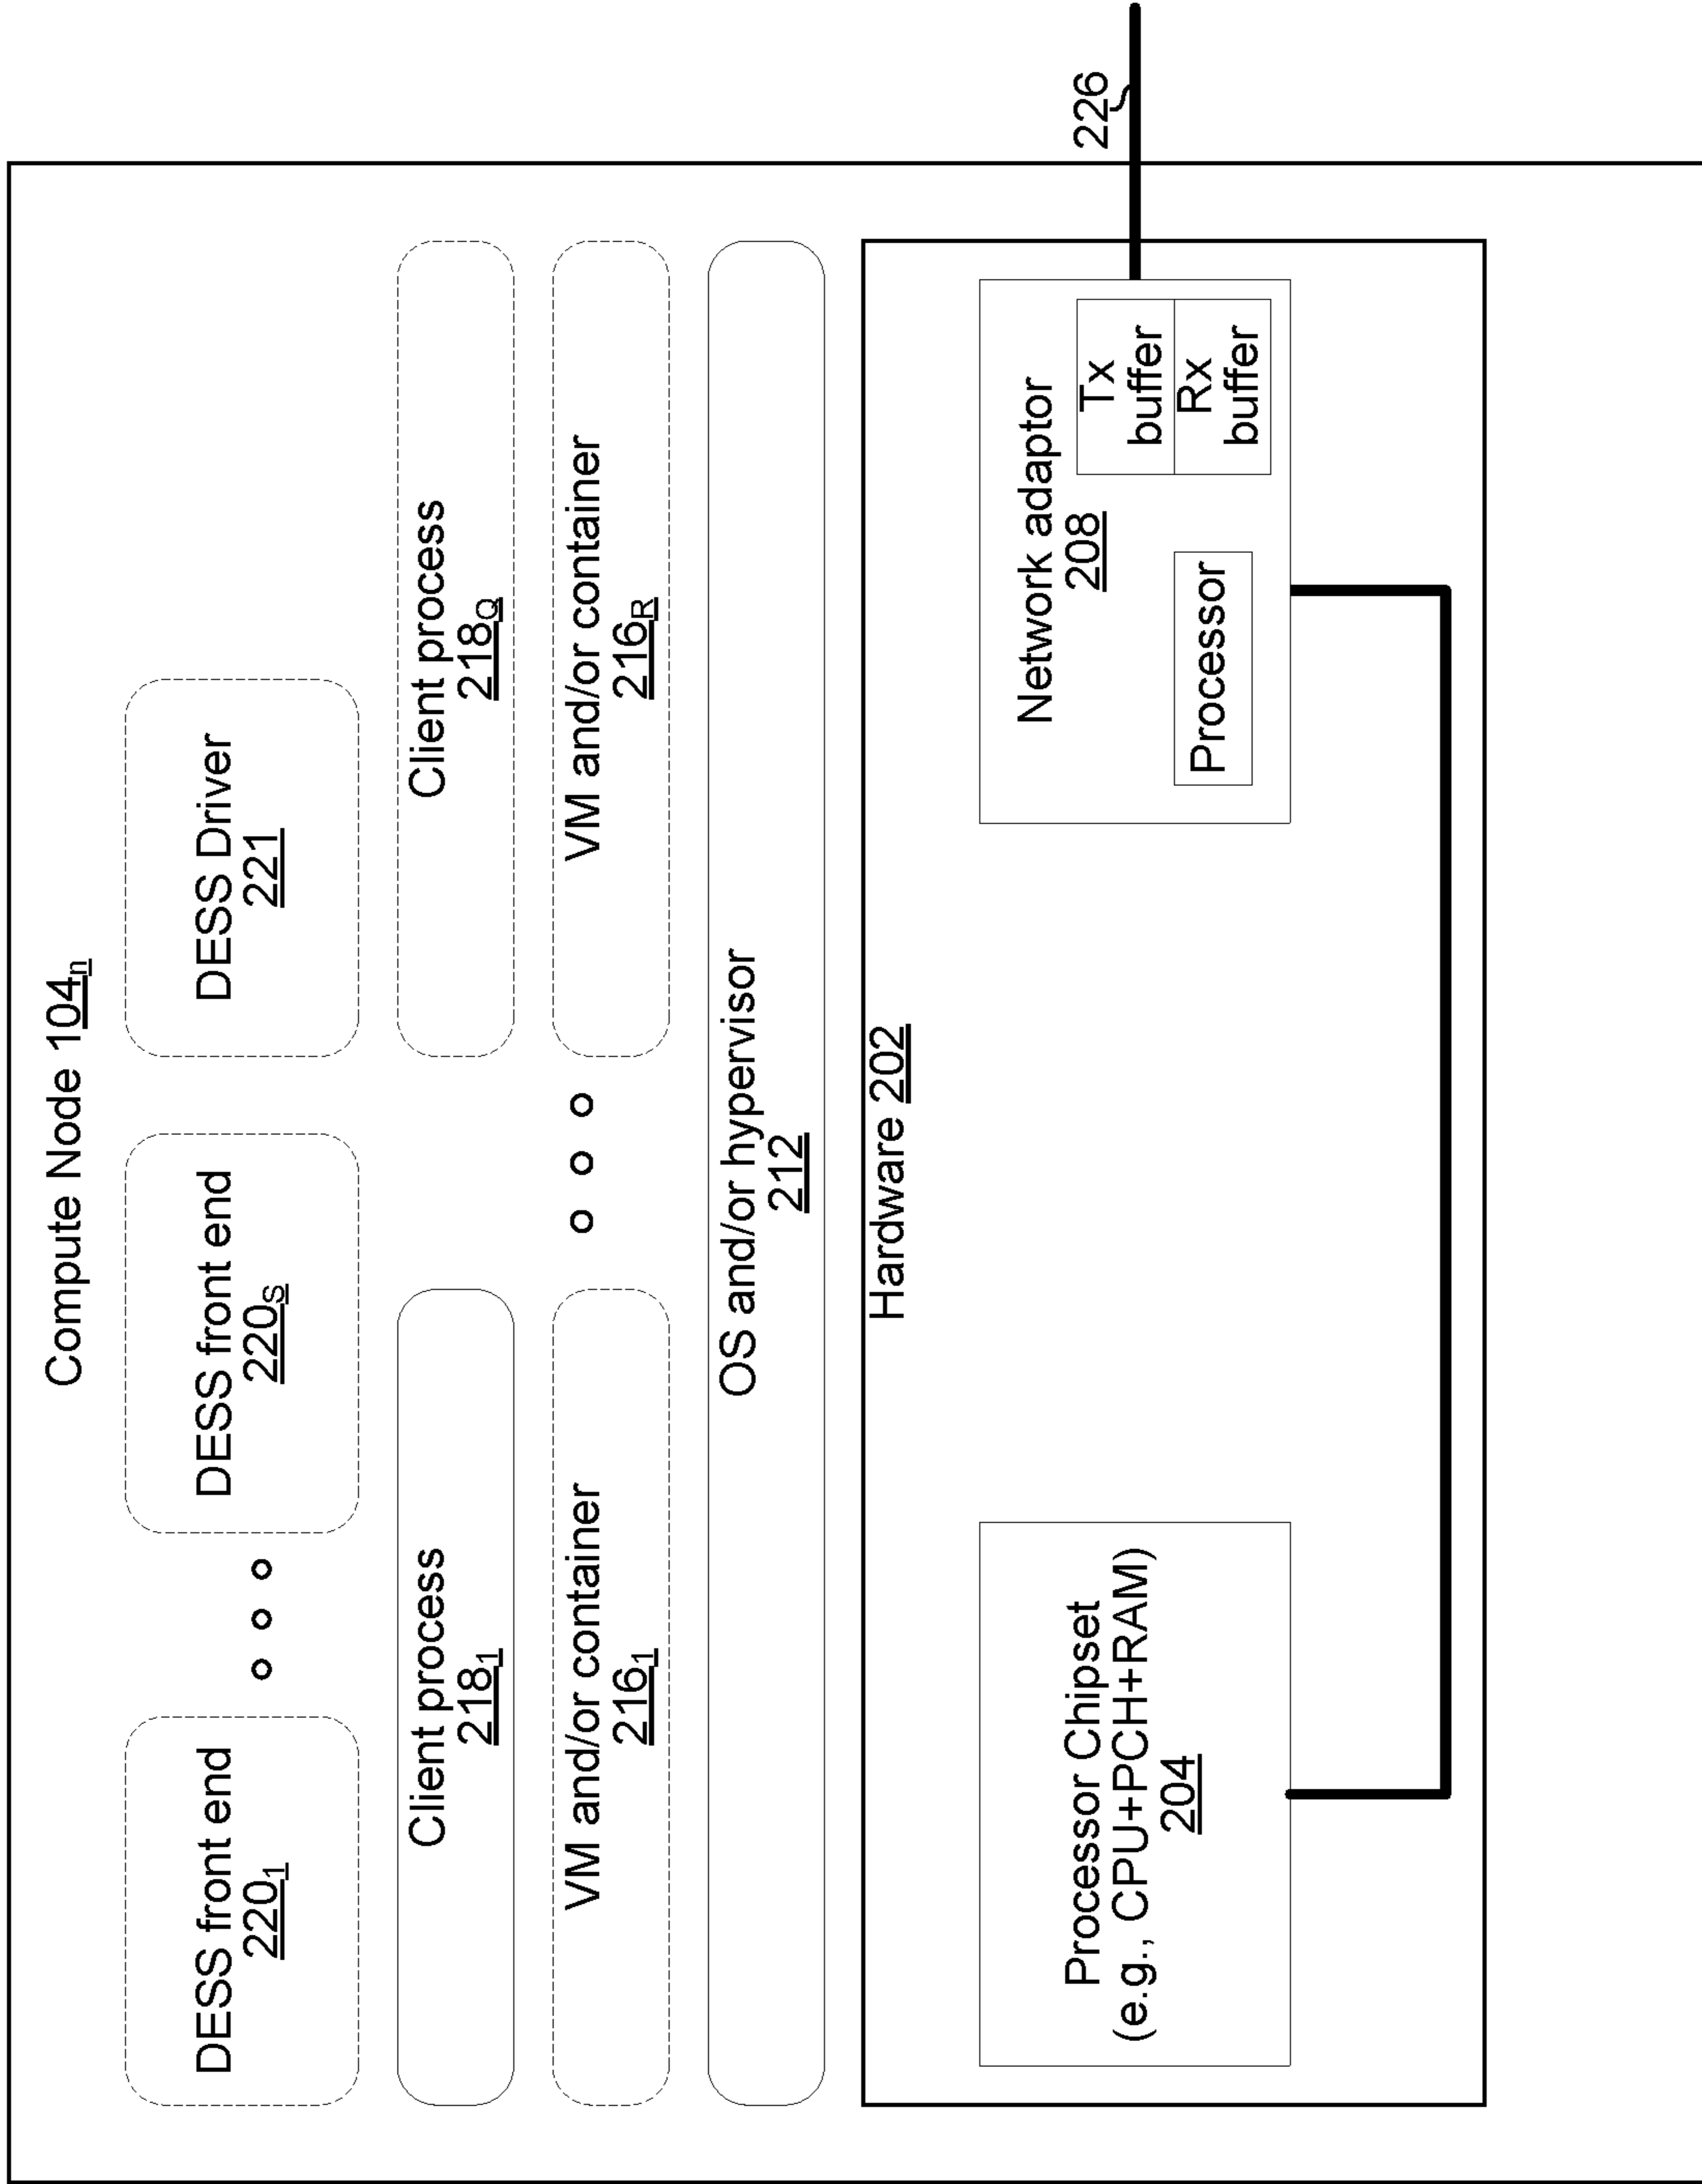 Compute Node 104n
DESS front end
2201
DESS front end
220S
DESS Driver
221
Client process
2181
Client process
218Q
VM and/or container
2161
VM and/or container
216R
OS and/or hypervisor
212
Hardware 202
Processor Chipset
(e.g., CPU+PCH+RAM)
204
Network adaptor
208
Processor
Tx
buffer
Rx
buffer
226